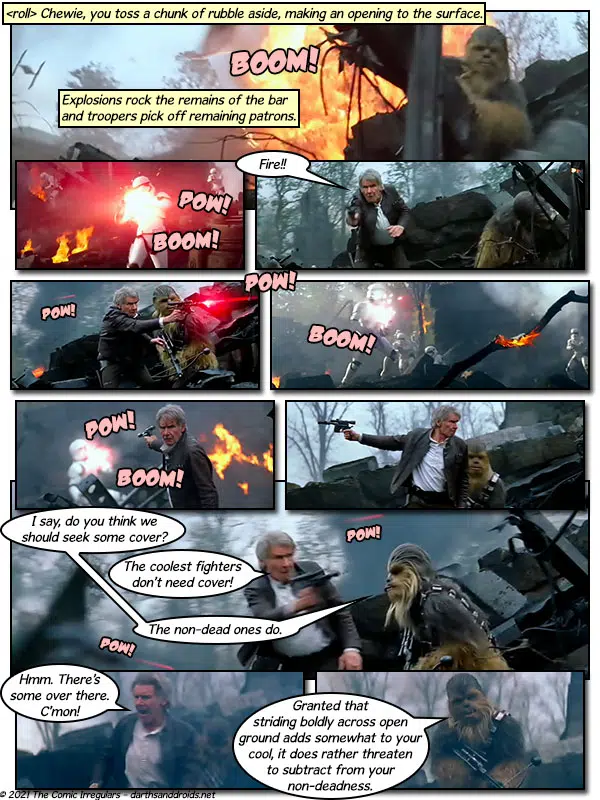 <roll> Chewie, you toss a chunk of rubble aside, making an opening to the surface.
BOOM!
Explosions rock the remains of the bar
and troopers pick off remaining patrons.
POW!
BOOM!
Fire!!
POW!
POW!
BOOM!
POW!
BOOM!
I say, do you think we
should seek some cover?
POW!
The coolest fighters
don't need cover!
The non-dead ones do.
POW!
Hmm. There's
some over there.
C'mon!
Granted that
striding boldly across open
ground adds somewhat to your
cool, it does rather threaten
to subtract from your
non-deadness.
© 2021 The Comic Irregulars - darthsanddroids.net